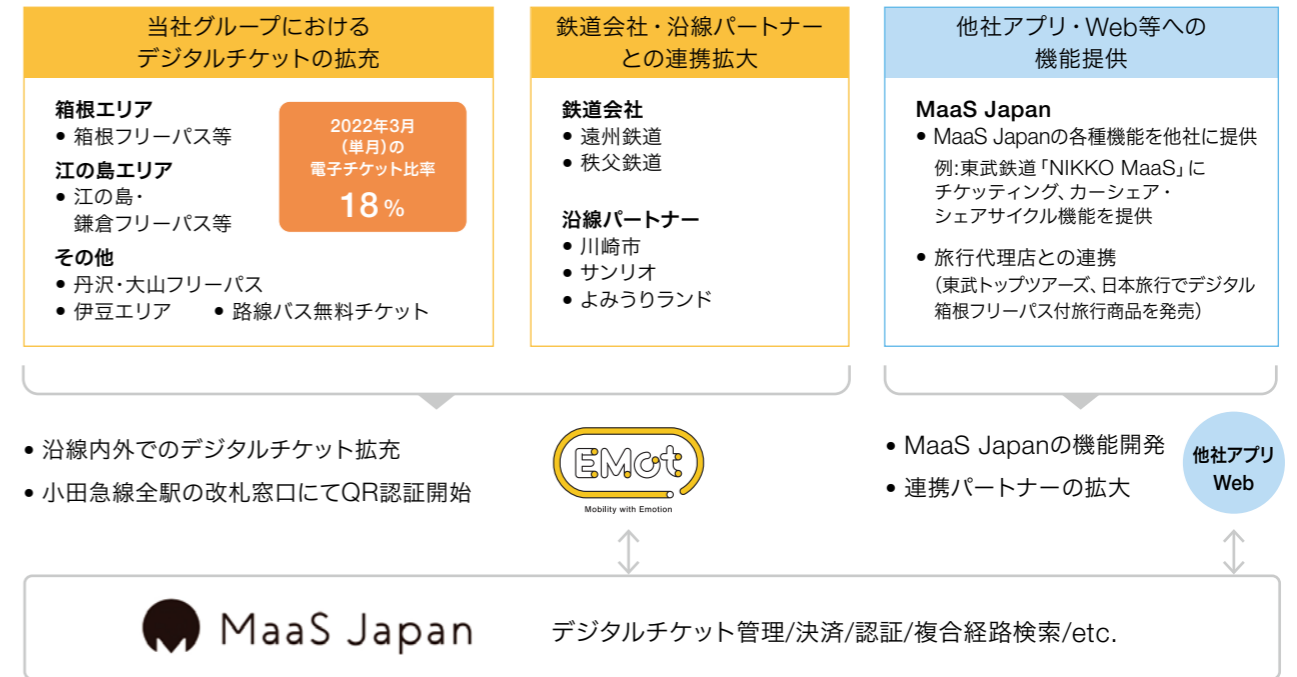 当社グループにおける
デジタルチケットの拡充
箱根エリア
• 箱根フリーパス等
江の島エリア
• 江の島・
鎌倉フリーパス等
その他
• 丹沢・大山フリーパス
• 伊豆エリア • 路線バス無料チケット
2022年3月
（単月）の
電子チケット比率
18%
鉄道会社・沿線パートナー
との連携拡大
鉄道会社
• 遠州鉄道
• 秩父鉄道
沿線パートナー
• 川崎市
• サンリオ
• よみうりランド
他社アプリ・Web等への
機能提供
MaaS Japan
• MaaS Japanの各種機能を他社に提供
例:東武鉄道「NIKKO MaaS」に
チケッティング、カーシェア・
シェアサイクル機能を提供
• 旅行代理店との連携
（東武トップツアーズ、日本旅行でデジタル
箱根フリーパス付旅行商品を発売）
• 沿線内外でのデジタルチケット拡充
• 小田急線全駅の改札窓口にてQR認証開始
EMot
Mobility with Emotion
• MaaS Japanの機能開発
• 連携パートナーの拡大
他社アプリ
Web
MaaS Japan
デジタルチケット管理/決済/認証/複合経路検索/etc.